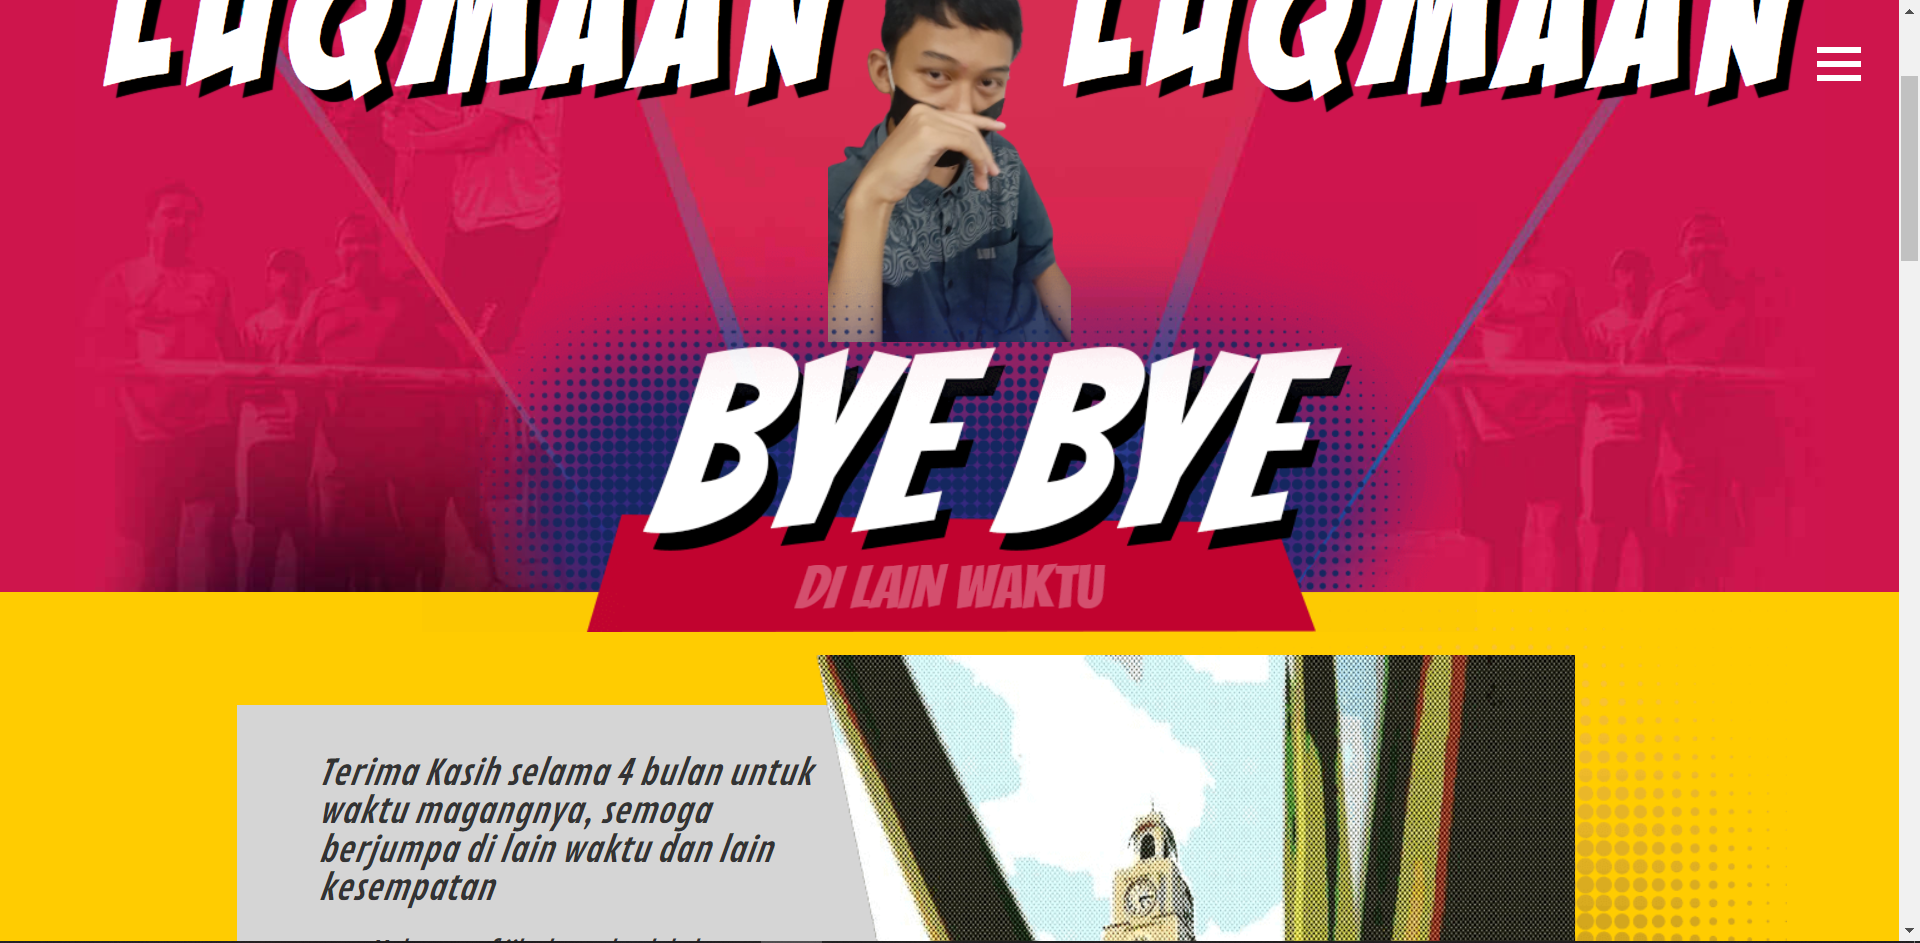 LUQMAAN LUQMAAN
BYE BYE
DI LAIN WAKTU
Terima Kasih selama 4 bulan untuk
waktu magangnya, semoga
berjumpa di lain waktu dan lain
kesempatan